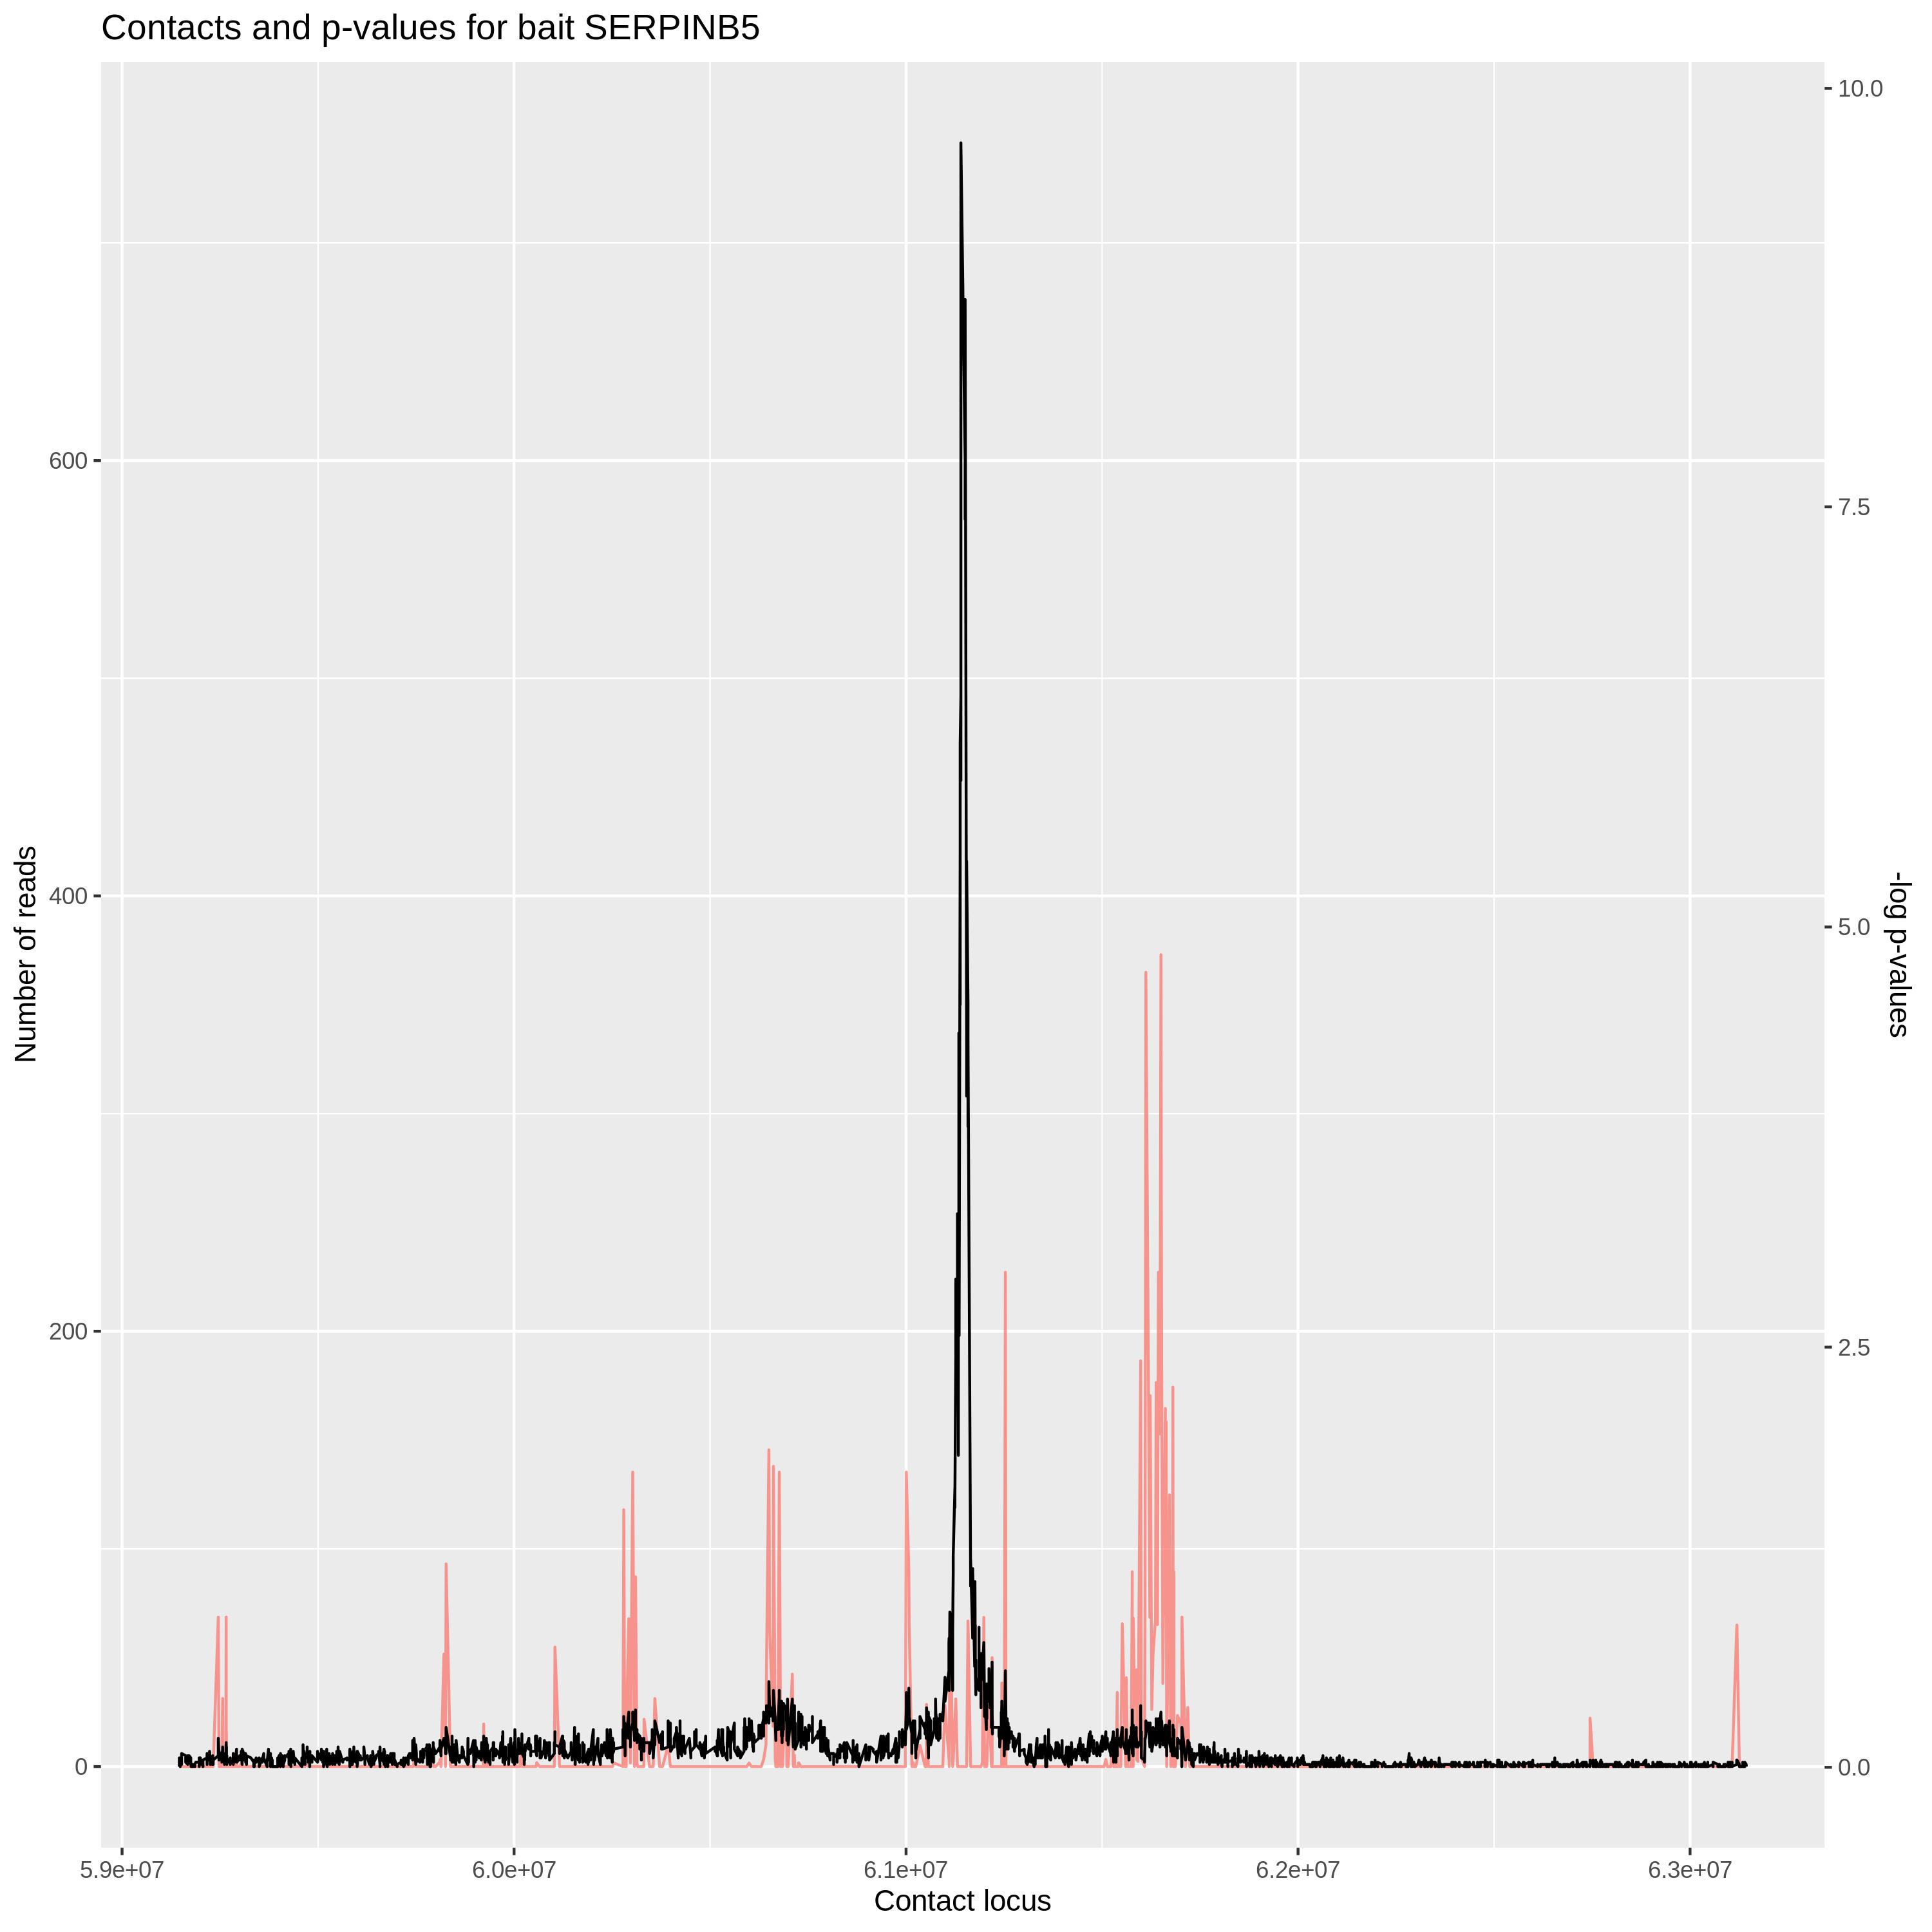 Contacts and p-values for bait SERPINB5
Number of reads
600
400
200
0
10.0
7.5
5.0
2.5
0.0
-log p-values
5.9e+07
6.0e+07
6.1e+07
6.2e+07
6.3e+07
Contact locus